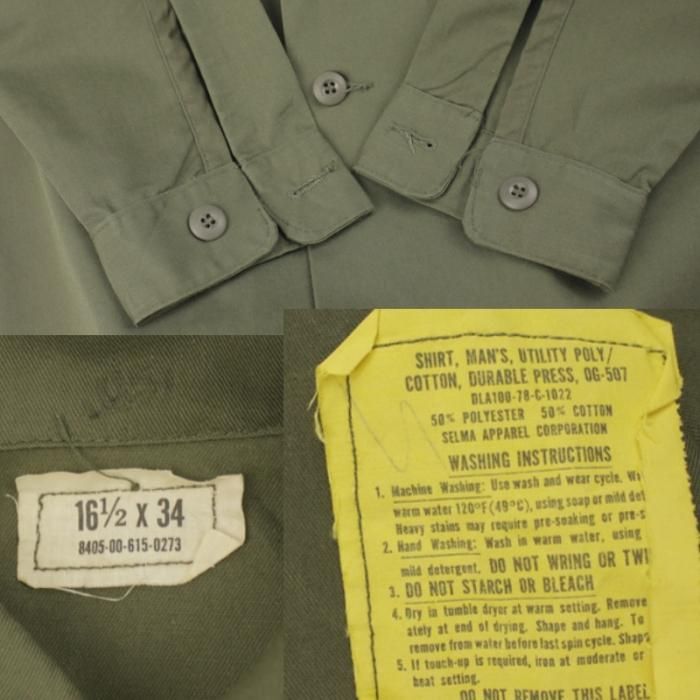 16½ X 34
8405-00-615-0273
SHIRT, MAN'S, UTILITY POLY/
COTTON, DURABLE PRESS, OG-507
DLA100-78-C-1022
50% POLYESTER 50% COTTON
SELMA APPAREL CORPORATION
WASHING INSTRUCTIONS
1. Machine Washing: Use wash and wear cycle.
warm water 120°F (49°C), using soap or mild
Heavy stains may require pre-soaking or
2. Hand Washing: Wash in warm water, using
mild detergent. DO NOT WRING OR
3. DO NOT STARCH OR BLEACH
4. Dry in tumble dryer at warm setting. Remove
ately at end of drying. Shape and hang. To
remove from water before last spin cycle.
5. If touch-up is required, iron at moderate or
heat setting.
DO NOT REMOVE THIS LABEL